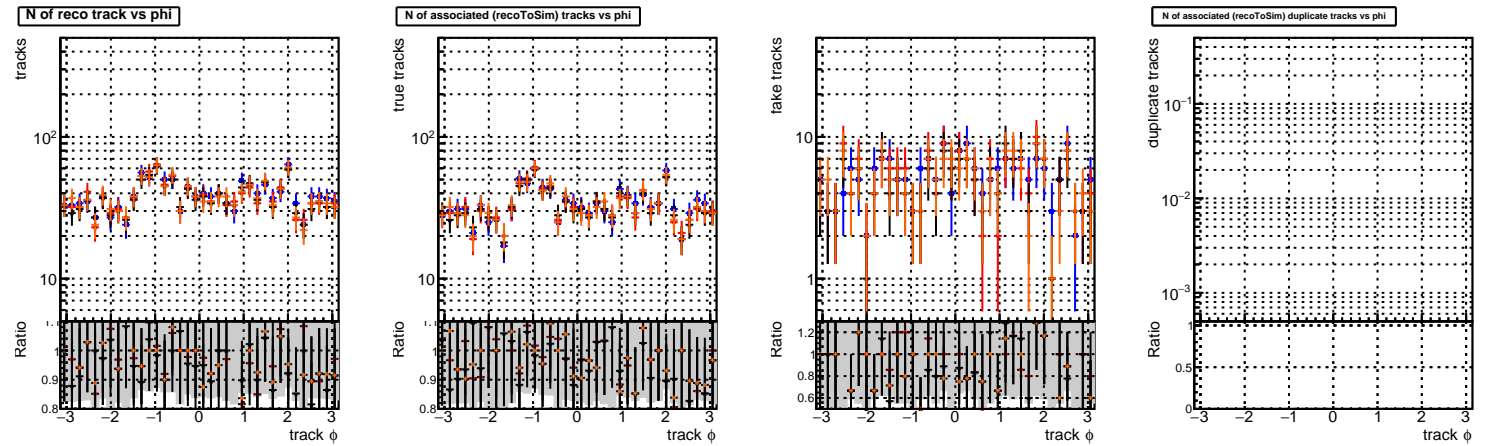 N of reco track vs phi
tracks
10²
10
Ratio
1.1
1
0.9
0.8
−3 −2 −1 0 1 2 3
track ϕ
N of associated (recoToSim) tracks vs phi
true tracks
10²
10
Ratio
1.1
1
0.9
0.8
−3 −2 −1 0 1 2 3
track ϕ
fake tracks
10
1
Ratio
1.2
1
0.8
0.6
−3 −2 −1 0 1 2 3
track ϕ
N of associated (recoToSim) duplicate tracks vs phi
duplicate tracks
10⁻¹
10⁻²
10⁻³
Ratio
1
0.5
0
−3 −2 −1 0 1 2 3
track ϕ